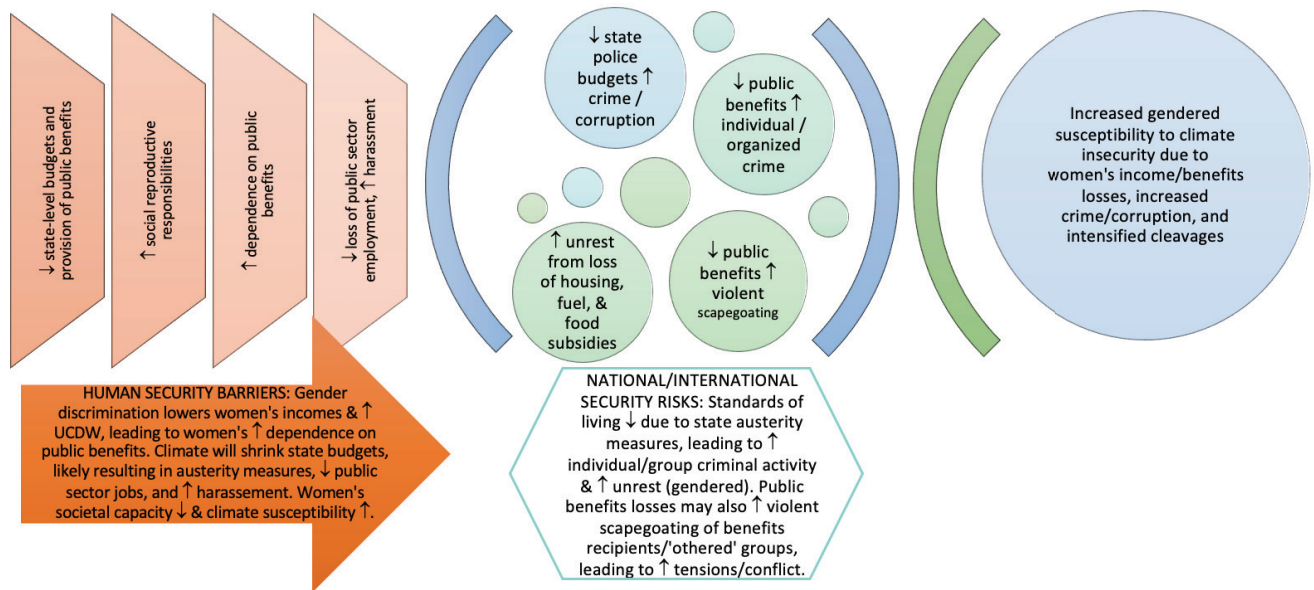 ↓ state-level budgets and
provision of public benefits
↑ social reproductive
responsibilities
↑ dependence on public
benefits
↓ loss of public sector
employment, ↑ harassment
↓ state
police
budgets ↑
crime /
corruption
↓ public
benefits ↑
individual /
organized
crime
↑ unrest
from loss
of housing,
fuel, &
food
subsidies
↓ public
benefits ↑
violent
scapegoating
Increased gendered
susceptibility to climate
insecurity due to
women's income/benefits
losses, increased
crime/corruption, and
intensified cleavages
HUMAN SECURITY BARRIERS: Gender
discrimination lowers women's incomes & ↑
UCDW, leading to women's ↑ dependence on
public benefits. Climate will shrink state budgets,
likely resulting in austerity measures, ↓ public
sector jobs, and ↑ harassement. Women's
societal capacity ↓ & climate susceptibility ↑.
NATIONAL/INTERNATIONAL
SECURITY RISKS: Standards of
living ↓ due to state austerity
measures, leading to ↑
individual/group criminal activity
& ↑ unrest (gendered). Public
benefits losses may also ↑ violent
scapegoating of benefits
recipients/'othered' groups,
leading to ↑ tensions/conflict.